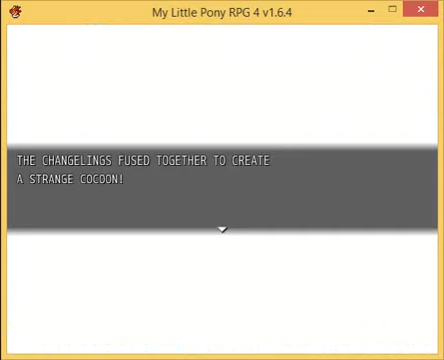 My Little Pony RPG 4 v1.6.4
THE CHANGELINGS FUSED TOGETHER TO CREATE
A STRANGE COCOON!